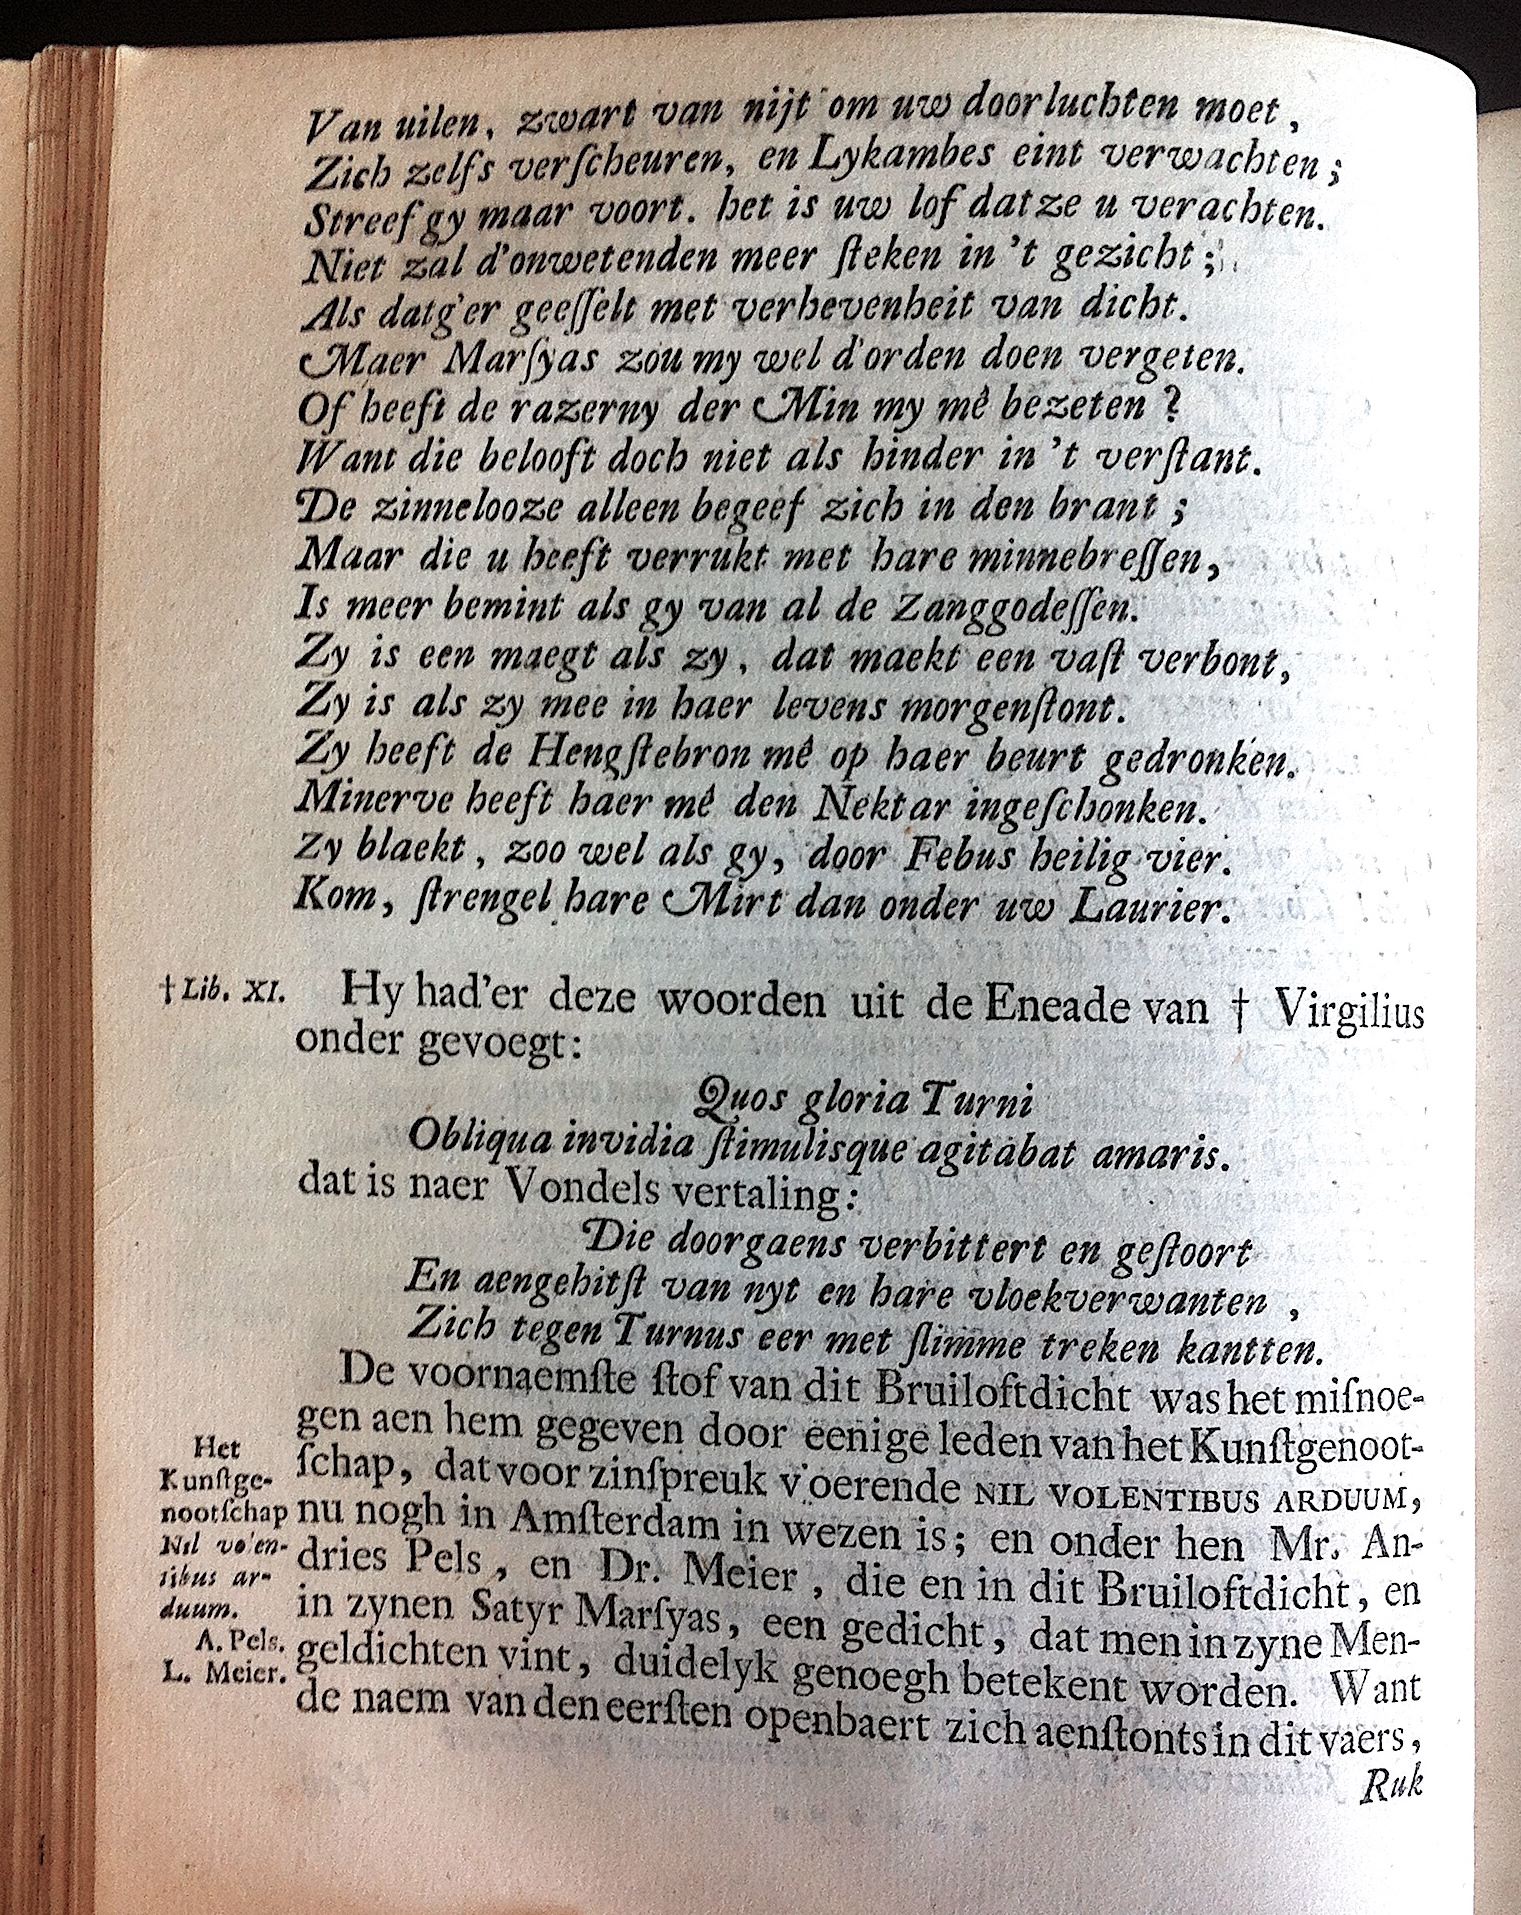 Van uilen, zwart van nijt om uw doorluchten moet,
Zich zelfs verſcheuren, en Lykambes eint verwachten;
Streef gy maar voort. het is uw lof dat ze u verachten.
Niet zal d'onwetenden meer ſteken in 't gezicht;
Als datg'er geeſſelt met verhevenheit van dicht.
Maer Marſyas zou my wel d'orden doen vergeten.
Of heeft de razerny der Min my mê bezeten?
Want die belooft doch niet als hinder in 't verſtant.
De zinnelooze alleen begeef zich in den brant;
Maar die u heeft verrukt met hare minnebreſſen,
Is meer bemint als gy van al de Zanggodeſſen.
Zy is een maegt als zy, dat maekt een vaſt verbont,
Zy is als zy mee in haer levens morgenſtont.
Zy heeft de Hengſtebron mê op haer beurt gedronken.
Minerve heeft haer mê den Nektar ingeſchonken.
Zy blaekt, zoo wel als gy, door Febus heilig vier.
Kom, ſtrengel hare Mirt dan onder uw Laurier.
† Lib. XI.
Hy had'er deze woorden uit de Eneade van † Virgilius
onder gevoegt:
Quos gloria Turni
Obliqua invidia ſtimulisque agitabat amaris.
dat is naer Vondels vertaling:
Die doorgaens verbittert en geſtoort
En aengehitſt van nyt en hare vloekverwanten,
Zich tegen Turnus eer met ſlimme treken kantten.
De voornaemſte ſtof van dit Bruiloftdicht was het miſnoe-
gen aen hem gegeven door eenige leden van het Kunſtgenoot-
ſchap, dat voor zinſpreuk voerende NIL VOLENTIBUS ARDUUM,
nu nogh in Amſterdam in wezen is; en onder hen Mr. An-
dries Pels, en Dr. Meier, die en in dit Bruiloftdicht, en
in zynen Satyr Marſyas, een gedicht, dat men in zyne Men-
geldichten vint, duidelyk genoegh betekent worden. Want
de naem van den eerſten openbaert zich aenſtonts in dit vaers,
Het
Kunſtge-
nootſchap
Nil volen-
tibus ar-
duum.
A. Pels.
L. Meier.
Ruk